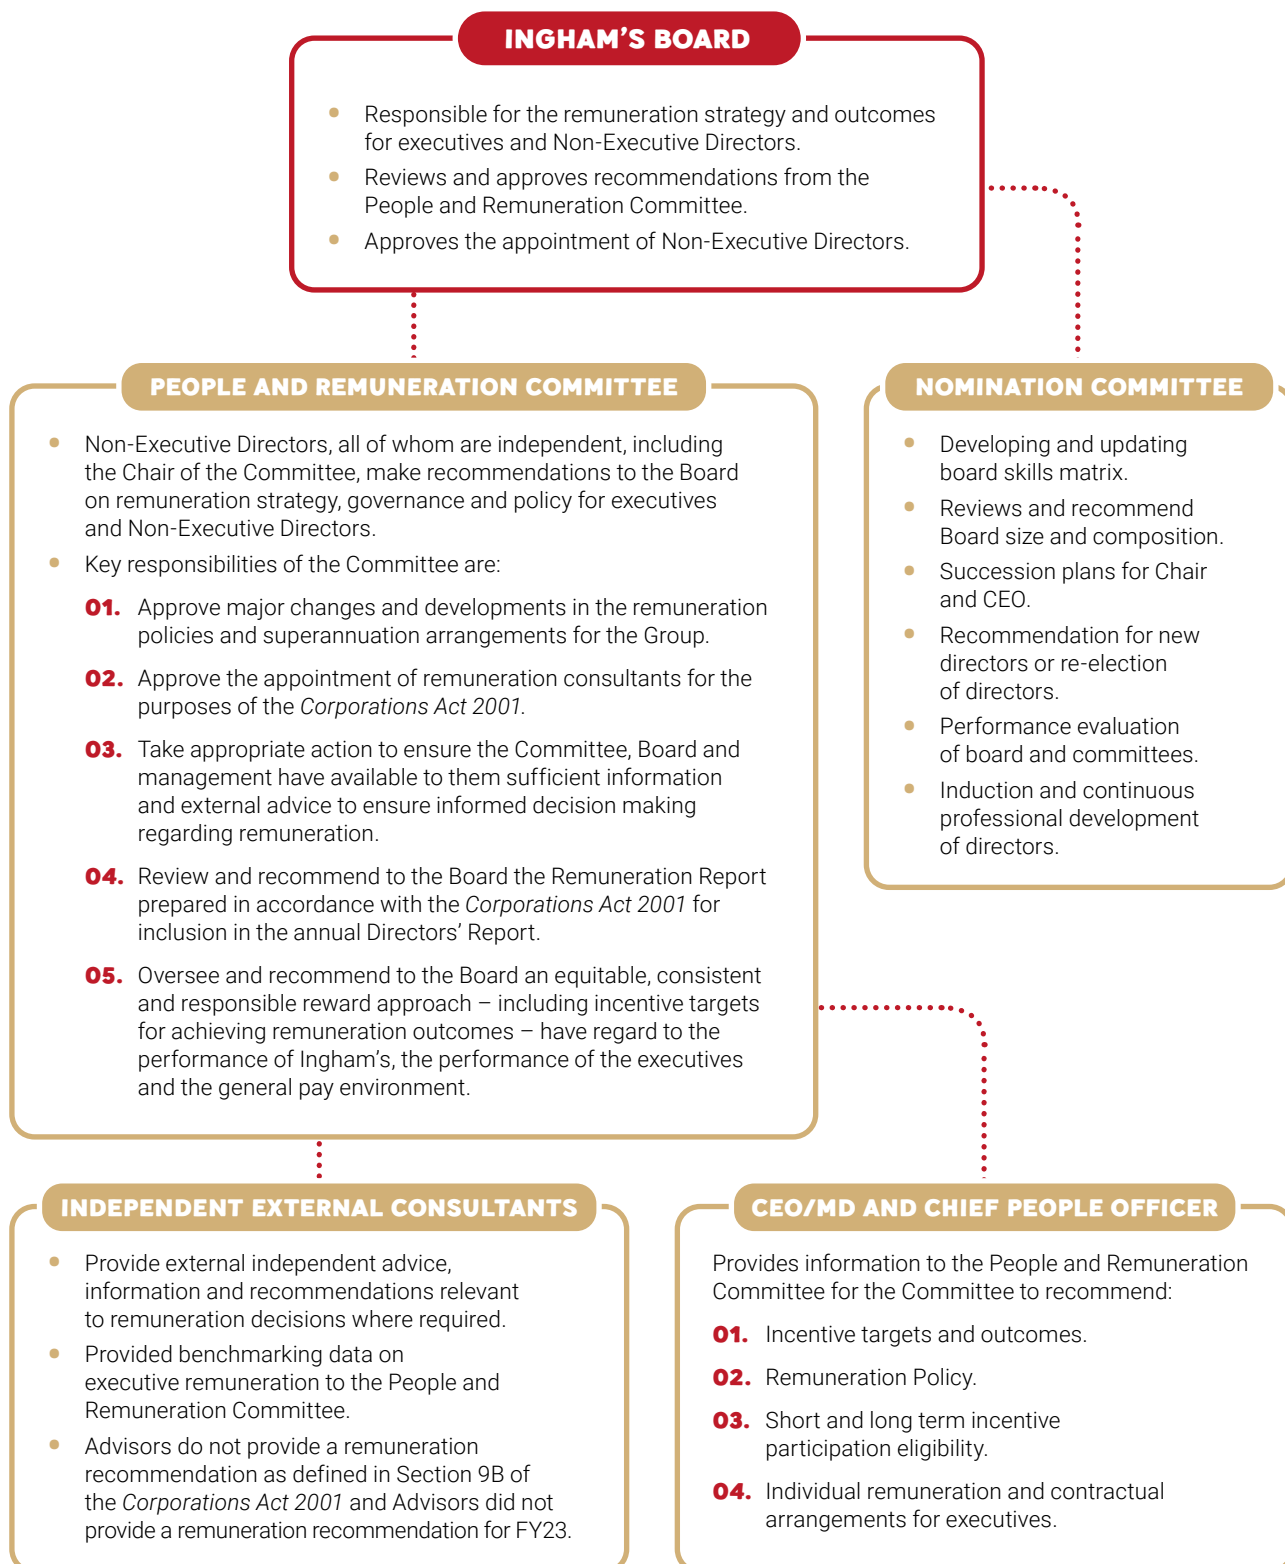 INGHAM'S BOARD
• Responsible for the remuneration strategy and outcomes
for executives and Non-Executive Directors.
• Reviews and approves recommendations from the
People and Remuneration Committee.
• Approves the appointment of Non-Executive Directors.
PEOPLE AND REMUNERATION COMMITTEE
• Non-Executive Directors, all of whom are independent, including
the Chair of the Committee, make recommendations to the Board
on remuneration strategy, governance and policy for executives
and Non-Executive Directors.
• Key responsibilities of the Committee are:
01. Approve major changes and developments in the remuneration
policies and superannuation arrangements for the Group.
02. Approve the appointment of remuneration consultants for the
purposes of the Corporations Act 2001.
03. Take appropriate action to ensure the Committee, Board and
management have available to them sufficient information
and external advice to ensure informed decision making
regarding remuneration.
04. Review and recommend to the Board the Remuneration Report
prepared in accordance with the Corporations Act 2001 for
inclusion in the annual Directors' Report.
05. Oversee and recommend to the Board an equitable, consistent
and responsible reward approach – including incentive targets
for achieving remuneration outcomes – have regard to the
performance of Ingham's, the performance of the executives
and the general pay environment.
NOMINATION COMMITTEE
• Developing and updating
board skills matrix.
• Reviews and recommend
Board size and composition.
• Succession plans for Chair
and CEO.
• Recommendation for new
directors or re-election
of directors.
• Performance evaluation
of board and committees.
• Induction and continuous
professional development
of directors.
INDEPENDENT EXTERNAL CONSULTANTS
• Provide external independent advice,
information and recommendations relevant
to remuneration decisions where required.
• Provided benchmarking data on
executive remuneration to the People and
Remuneration Committee.
• Advisors do not provide a remuneration
recommendation as defined in Section 9B of
the Corporations Act 2001 and Advisors did not
provide a remuneration recommendation for FY23.
CEO/MD AND CHIEF PEOPLE OFFICER
Provides information to the People and Remuneration
Committee for the Committee to recommend:
01. Incentive targets and outcomes.
02. Remuneration Policy.
03. Short and long term incentive
participation eligibility.
04. Individual remuneration and contractual
arrangements for executives.